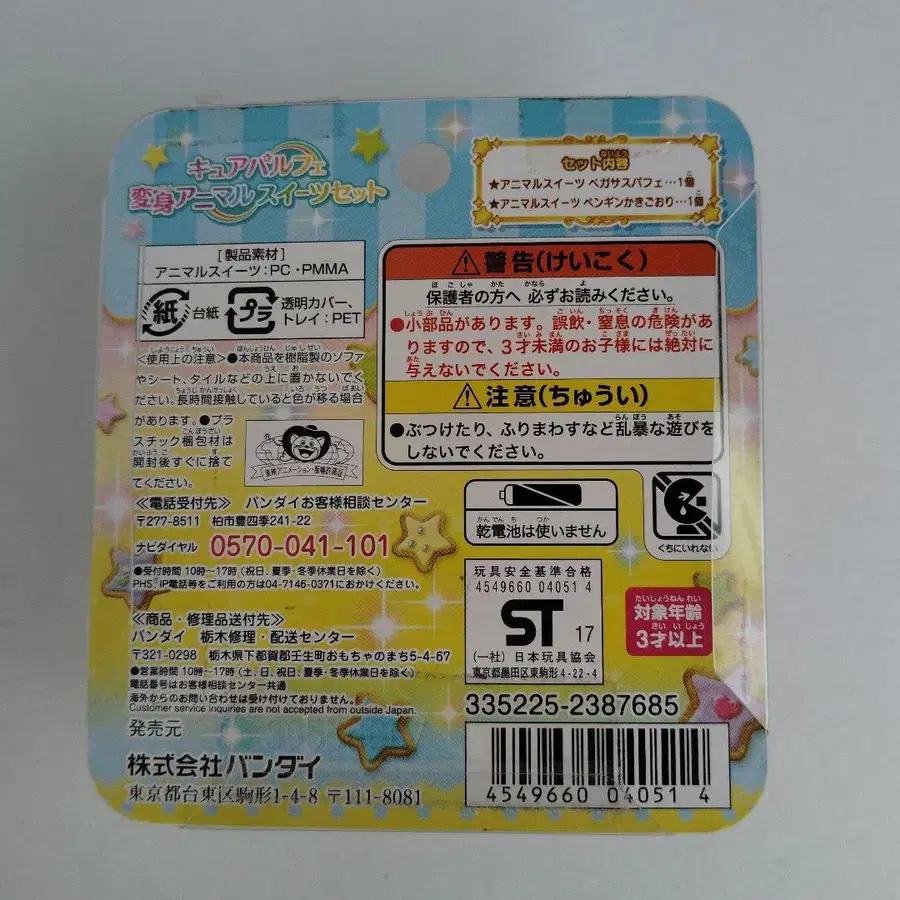 キュアパルフェ
変身アニマルスイーツセット
セット内容
★アニマルスイーツ ペガサスパフェ…1個
★アニマルスイーツ ペンギンかきごおり…1個
[製品素材]
アニマルスイーツ:PC・PMMA
紙 台紙
プラ 透明カバー、
トレイ:PET
<使用上の注意>●本商品を樹脂製のソファ
やシート、タイルなどの上に置かないでく
ださい。長時間接触していると色が移る場合
があります。●プラ
スチック梱包材は
開封後すぐに捨て
てください。
東映アニメーション・版権許諾証
警告(けいこく)
保護者の方へ 必ずお読みください。
●小部品があります。誤飲・窒息の危険があ
りますので、3才未満のお子様には絶対に
与えないでください。
注意(ちゅうい)
●ぶつけたり、ふりまわすなど乱暴な遊びを
しないでください。
≪電話受付先≫ バンダイお客様相談センター
〒277-8511 柏市豊四季241-22
ナビダイヤル 0570-041-101
●受付時間 10時〜17時(祝日、夏季・冬季休業日を除く)
PHS、IP電話等をご利用の方は04-7146-0371におかけください。
≪商品・修理品送付先≫
バンダイ 栃木修理・配送センター
〒321-0298 栃木県下都賀郡壬生町おもちゃのまち5-4-67
●営業時間 10時〜17時(土、日、祝日、夏季・冬季休業日を除く)
電話番号はお客様相談センター共通
海外からのお問い合わせは受け付けておりません。
Customer service inquiries are not accepted from outside Japan.
発売元
株式会社バンダイ
東京都台東区駒形1-4-8 〒111-8081
乾電池は使いません
くちにいれない
玩具安全基準合格
4549660 04051 4
ST 17
(一社) 日本玩具協会
東京都墨田区東駒形4-22-4
対象年齢
3才以上
335225-2387685
4549660 04051 4